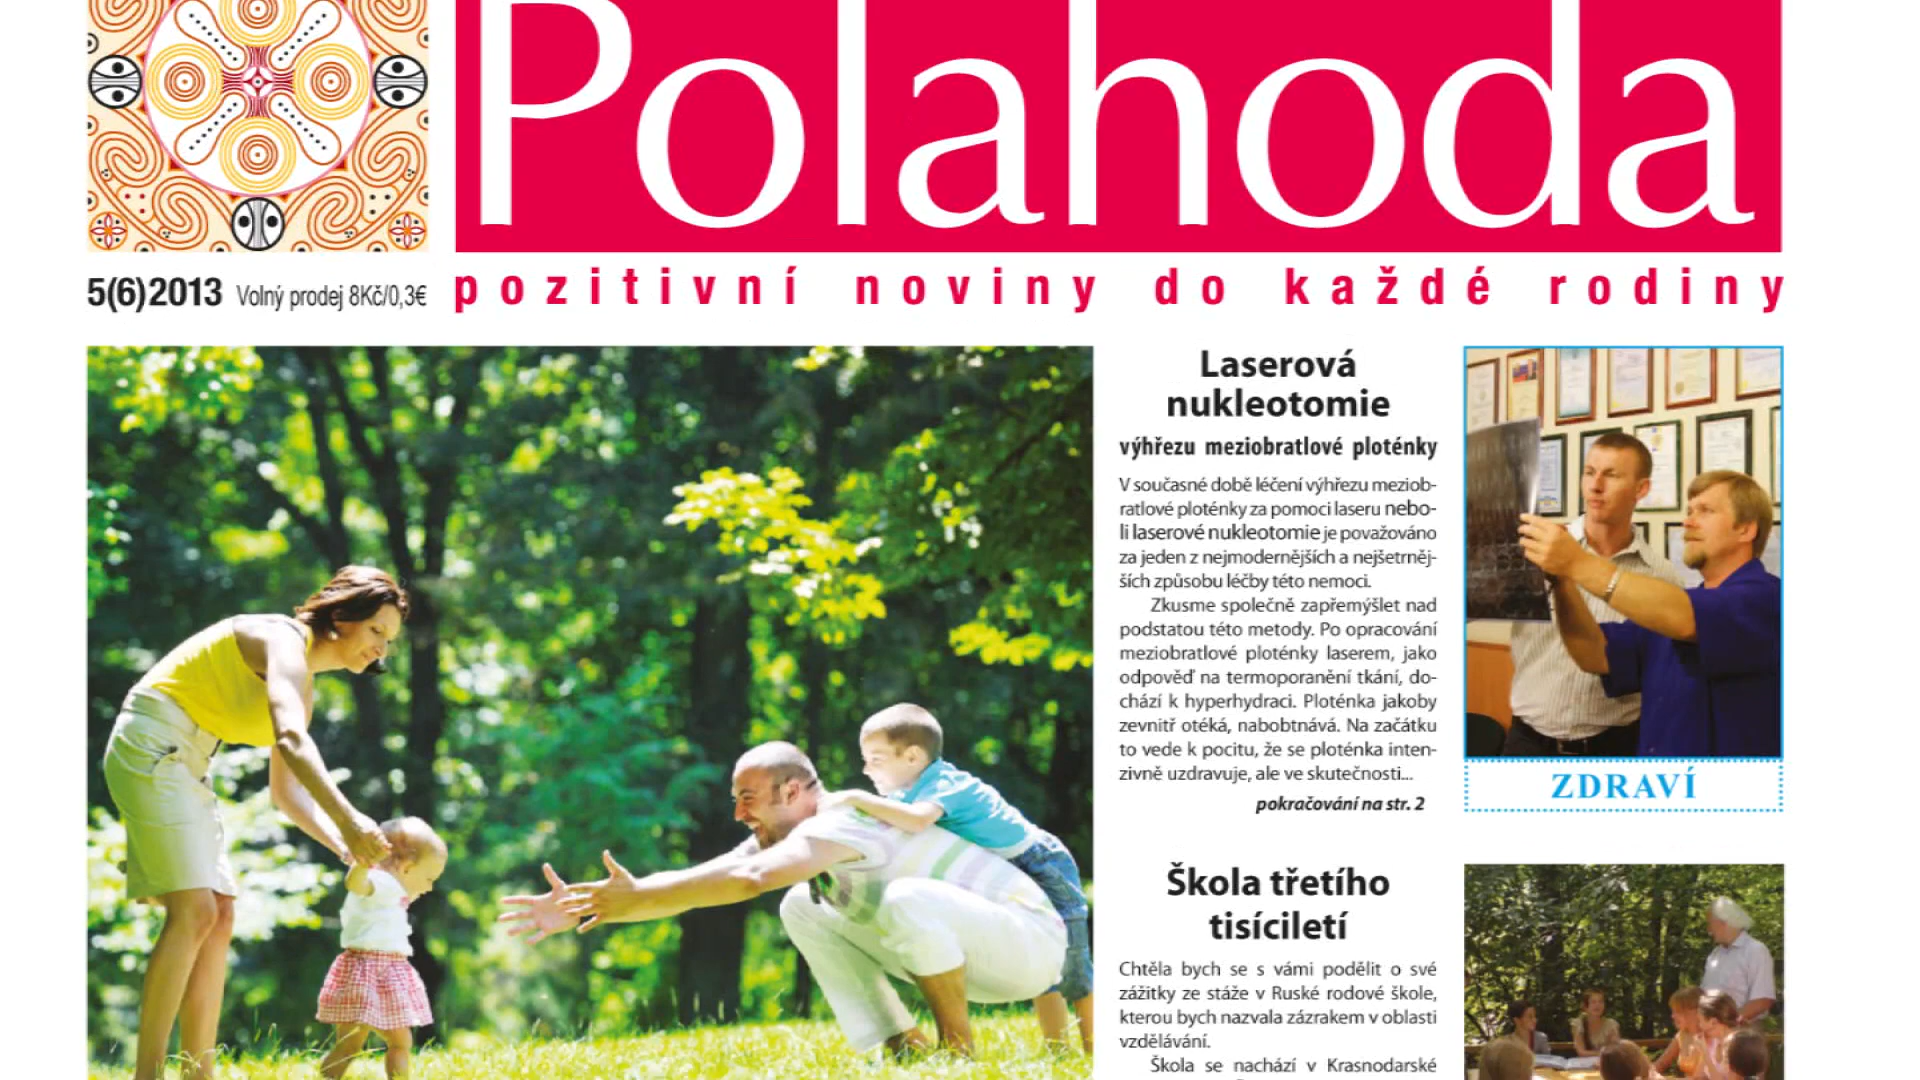 Polahoda
5(6)2013 Volný prodej 8Kč/0,3€
pozitivní noviny do každé rodiny
Laserová
nukleotomie
výhřezu meziobratlové ploténky
V současné době léčení výhřezu meziob-
ratlové ploténky za pomoci laseru nebo-
li laserové nukleotomie je považováno
za jeden z nejmodernějších a nejšetrněj-
ších způsobu léčby této nemoci.
Zkusme společně zapřemýšlet nad
podstatou této metody. Po opracování
meziobratlové ploténky laserem, jako
odpověď na termoporanění tkání, do-
chází k hyperhydraci. Ploténka jakoby
zevnitř otéká, nabobtnává. Na začátku
to vede k pocitu, že se ploténka inten-
zivně uzdravuje, ale ve skutečnosti...
pokračování na str. 2
ZDRAVÍ
Škola třetího
tisíciletí
Chtěla bych se s vámi podělit o své
zážitky ze stáže v Ruské rodové škole,
kterou bych nazvala zázrakem v oblasti
vzdělávání.
Škola se nachází v Krasnodarské